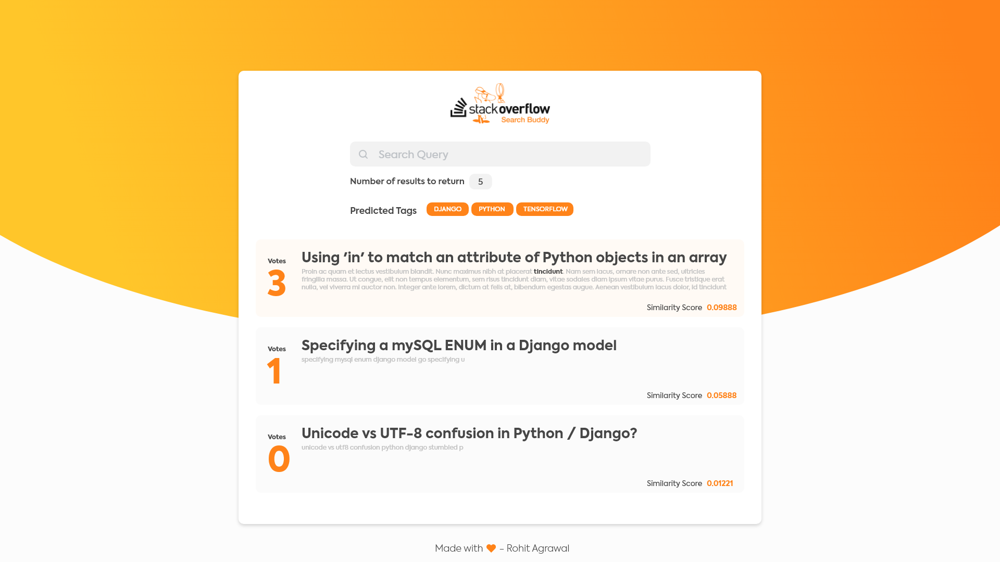 stackoverflow
Search Buddy
Search Query
Number of results to return 5
Predicted Tags DJANGO PYTHON TENSORFLOW
Votes
3
Using 'in' to match an attribute of Python objects in an array
Proin ac quam et lectus vestibulum blandit. Nunc maximus nibh at placerat tincidunt. Nam sem lacus, ornare non ante sed, ultricies
fringilla massa. Ut congue, elit non tempus elementum, sem risus tincidunt diam, vitae sodales diam ipsum vitae purus. Fusce tristique erat
nulla, vel viverra mi auctor non. Integer ante lorem, dictum at felis at, bibendum egestas augue. Aenean vestibulum lacus dolor, id tincidunt
Similarity Score 0.09888
Votes
1
Specifying a mySQL ENUM in a Django model
specifying mysql enum django model go specifying u
Similarity Score 0.05888
Votes
0
Unicode vs UTF-8 confusion in Python / Django?
unicode vs utf8 confusion python django stumbled p
Similarity Score 0.01221
Made with 🧡 - Rohit Agrawal